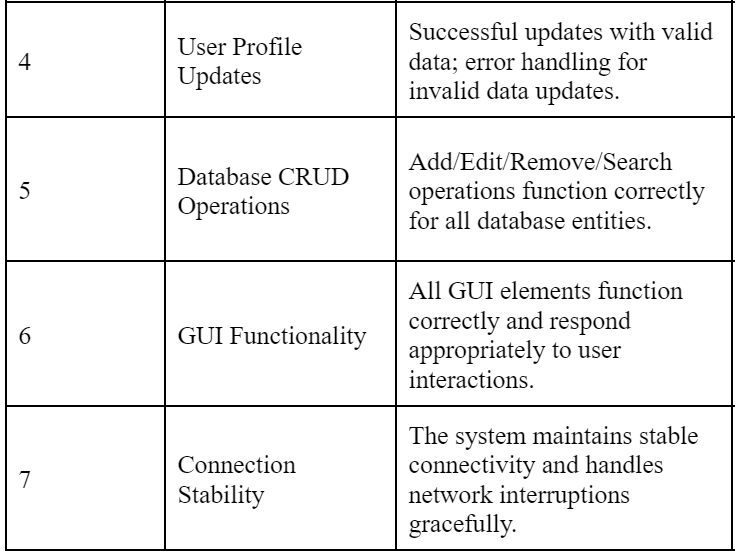 4
User Profile
Updates
Successful updates with valid
data; error handling for
invalid data updates.
5
Database CRUD
Operations
Add/Edit/Remove/Search
operations function correctly
for all database entities.
6
GUI Functionality
All GUI elements function
correctly and respond
appropriately to user
interactions.
7
Connection
Stability
The system maintains stable
connectivity and handles
network interruptions
gracefully.